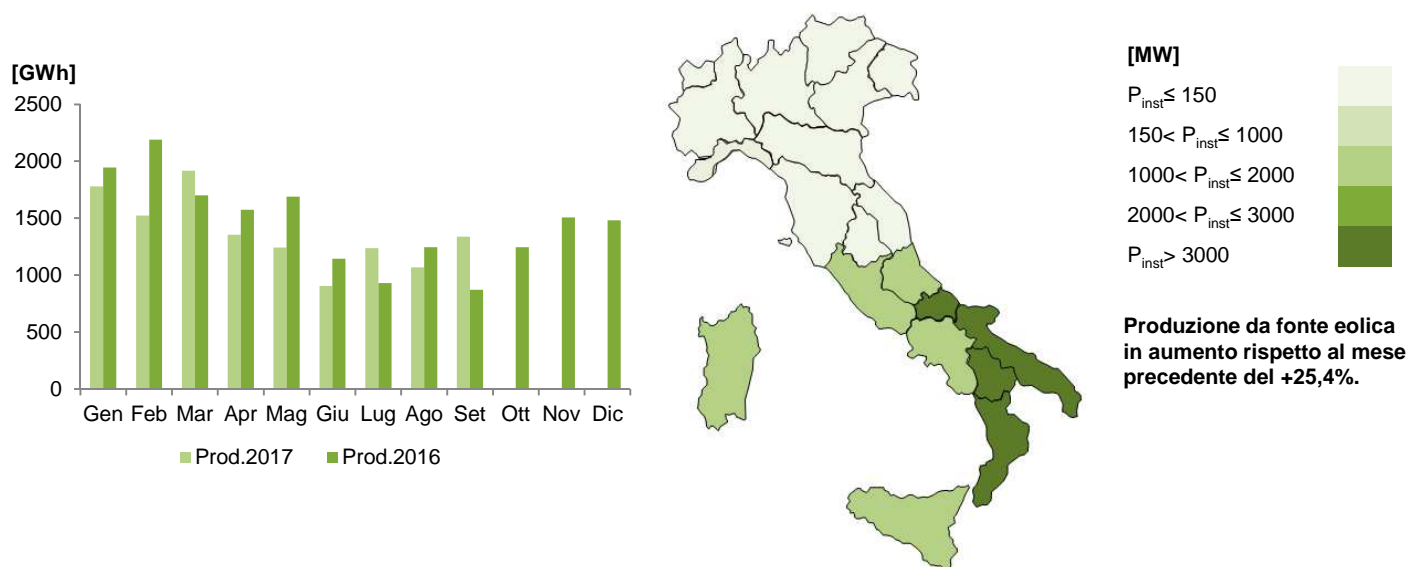 [GWh]
2500
2000
1500
1000
500
0
Gen Feb Mar Apr Mag Giu Lug Ago Set Ott Nov Dic
Prod.2017 Prod.2016
[MW]
Pinst≤ 150
150< Pinst≤ 1000
1000< Pinst≤ 2000
2000< Pinst≤ 3000
Pinst> 3000
Produzione da fonte eolica
in aumento rispetto al mese
precedente del +25,4%.